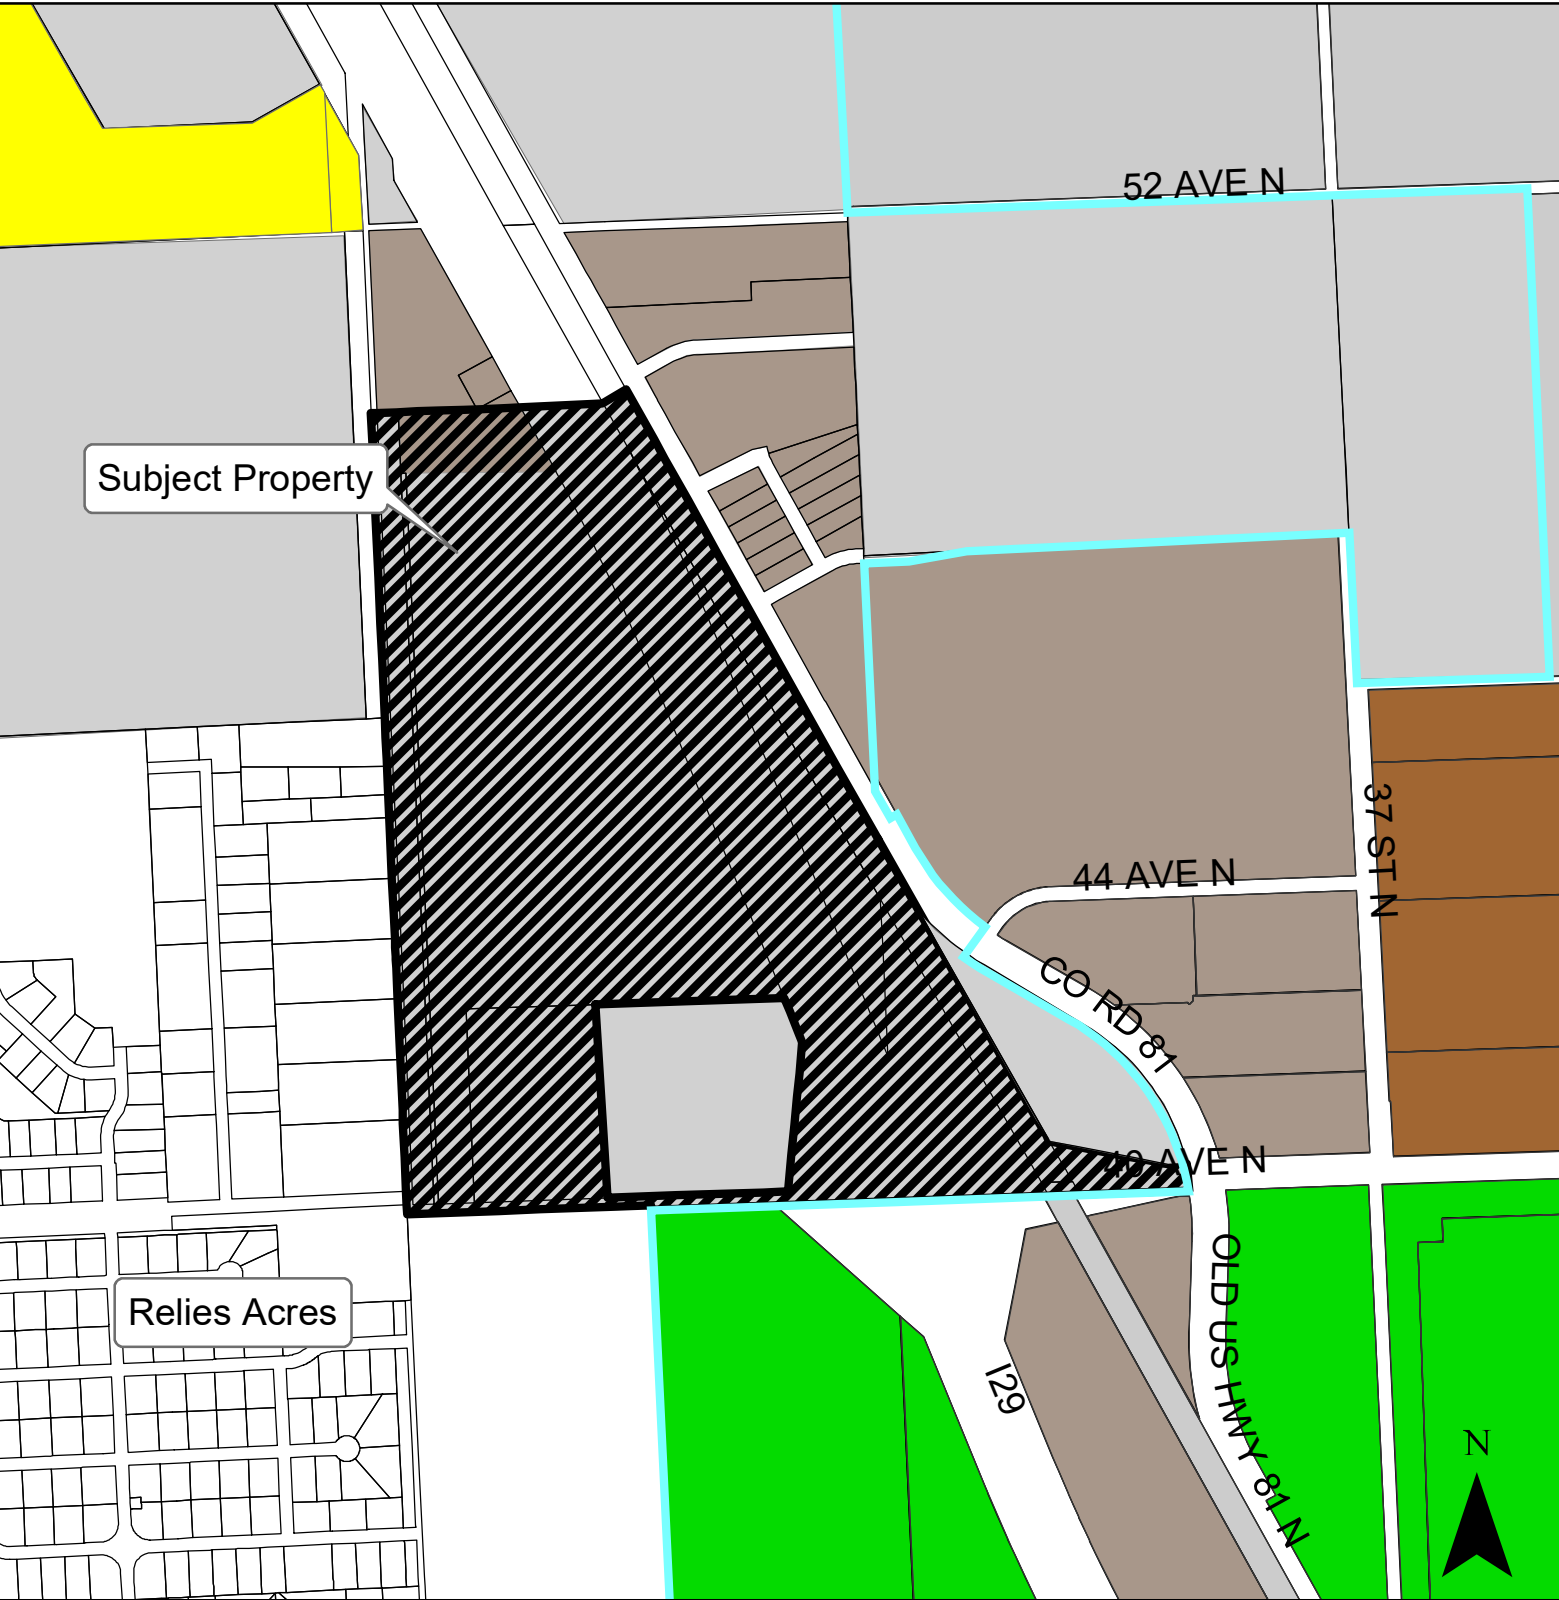 52 AVE N
Subject Property
37 ST N
44 AVE N
CO RD 81
40 AVE N
OLD US HWY 81 N
Relies Acres
I29
N